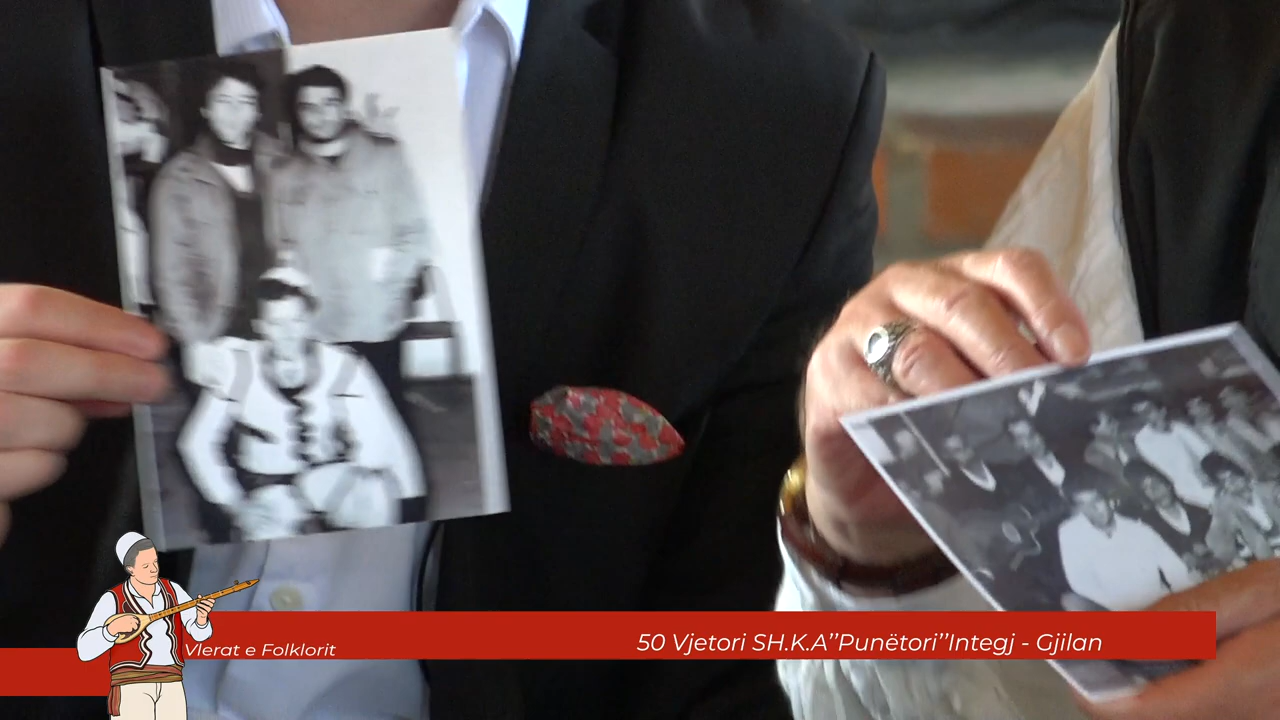 Vlerat e Folklorit
50 Vjetori SH.K.A’’Punëtori’’Integj - Gjilan